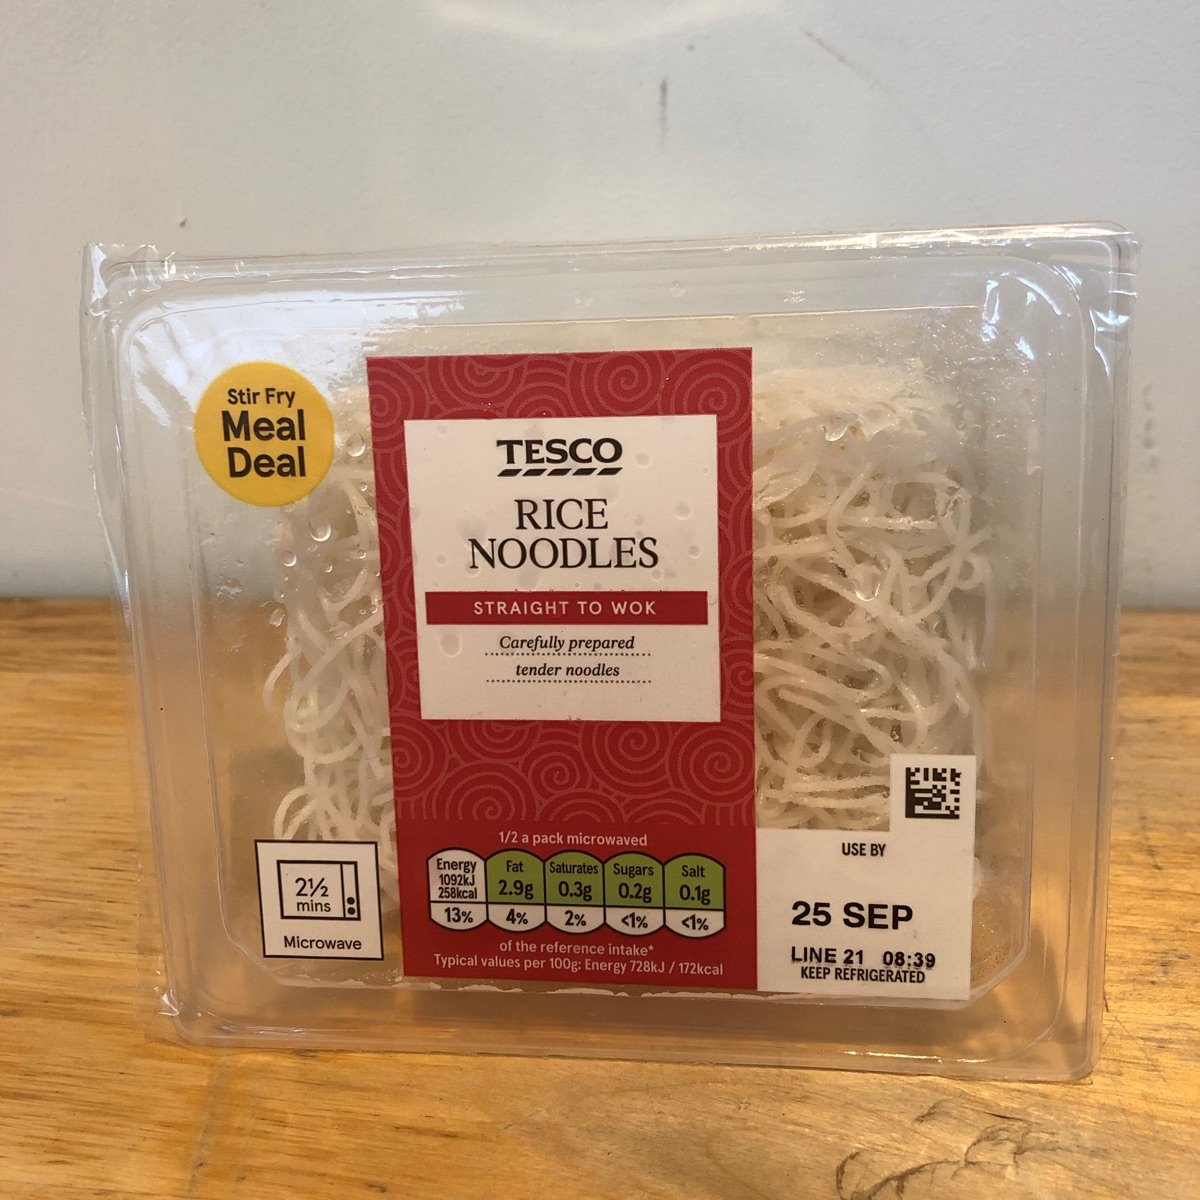 Stir Fry
Meal
Deal
TESCO
RICE
NOODLES
STRAIGHT TO WOK
Carefully prepared
tender noodles
2½
mins
Microwave
1/2 a pack microwaved
Energy
1092kJ
258kcal
13%
Fat
2.9g
4%
Saturates
0.3g
2%
Sugars
0.2g
<1%
Salt
0.1g
<1%
of the reference intake*
Typical values per 100g: Energy 728kJ / 172kcal
USE BY
25 SEP
LINE 21 08:39
KEEP REFRIGERATED